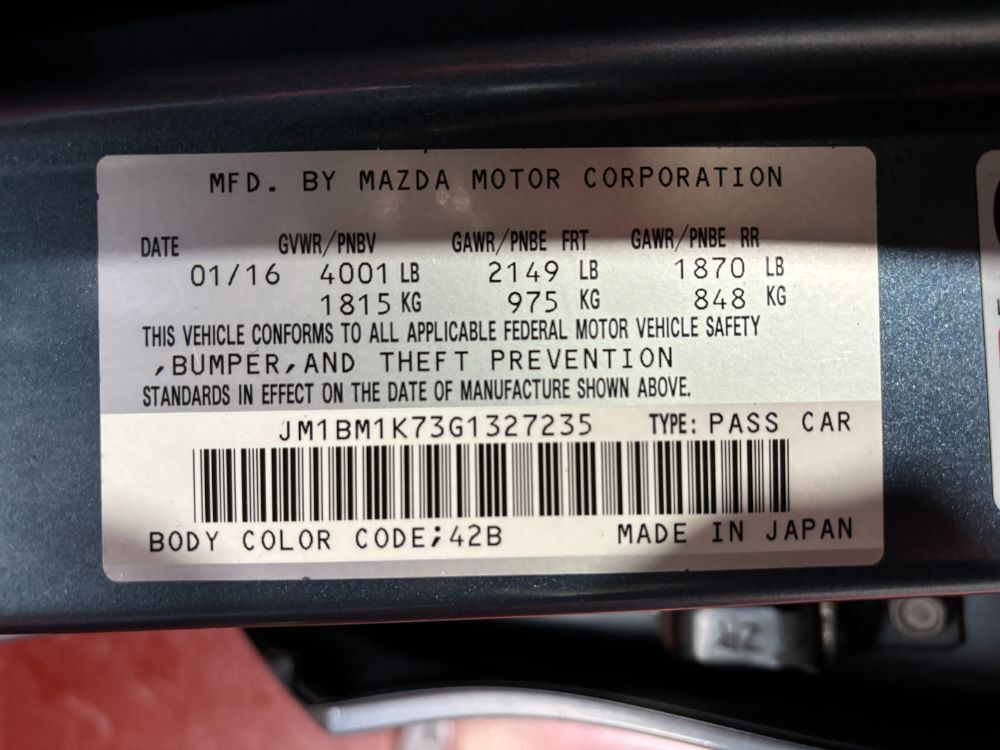 MFD. BY MAZDA MOTOR CORPORATION
DATE GVWR/PNBV GAWR/PNBE FRT GAWR/PNBE RR
01/16 4001 LB 2149 LB 1870 LB
1815 KG 975 KG 848 KG
THIS VEHICLE CONFORMS TO ALL APPLICABLE FEDERAL MOTOR VEHICLE SAFETY
,BUMPER,AND THEFT PREVENTION
STANDARDS IN EFFECT ON THE DATE OF MANUFACTURE SHOWN ABOVE.
JM1BM1K73G1327235 TYPE: PASS CAR
BODY COLOR CODE;42B MADE IN JAPAN